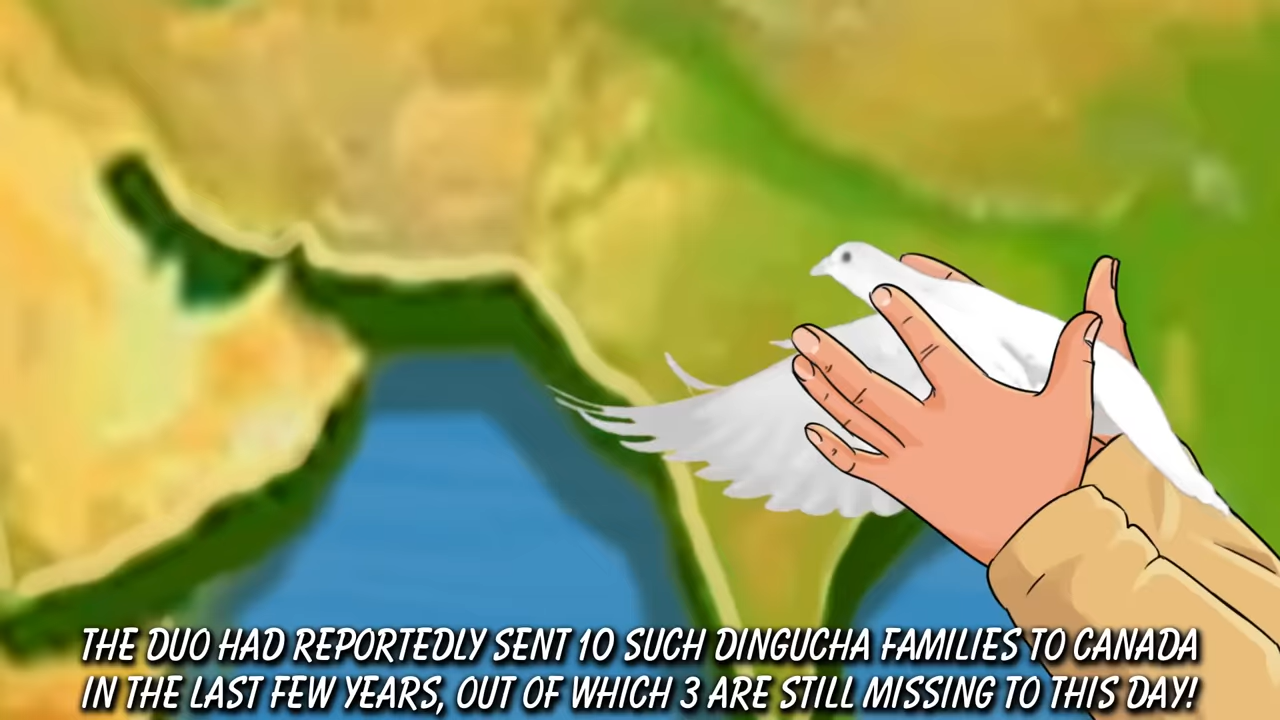 THE DUO HAD REPORTEDLY SENT 10 SUCH DINGUCHA FAMILIES TO CANADA
IN THE LAST FEW YEARS, OUT OF WHICH 3 ARE STILL MISSING TO THIS DAY!